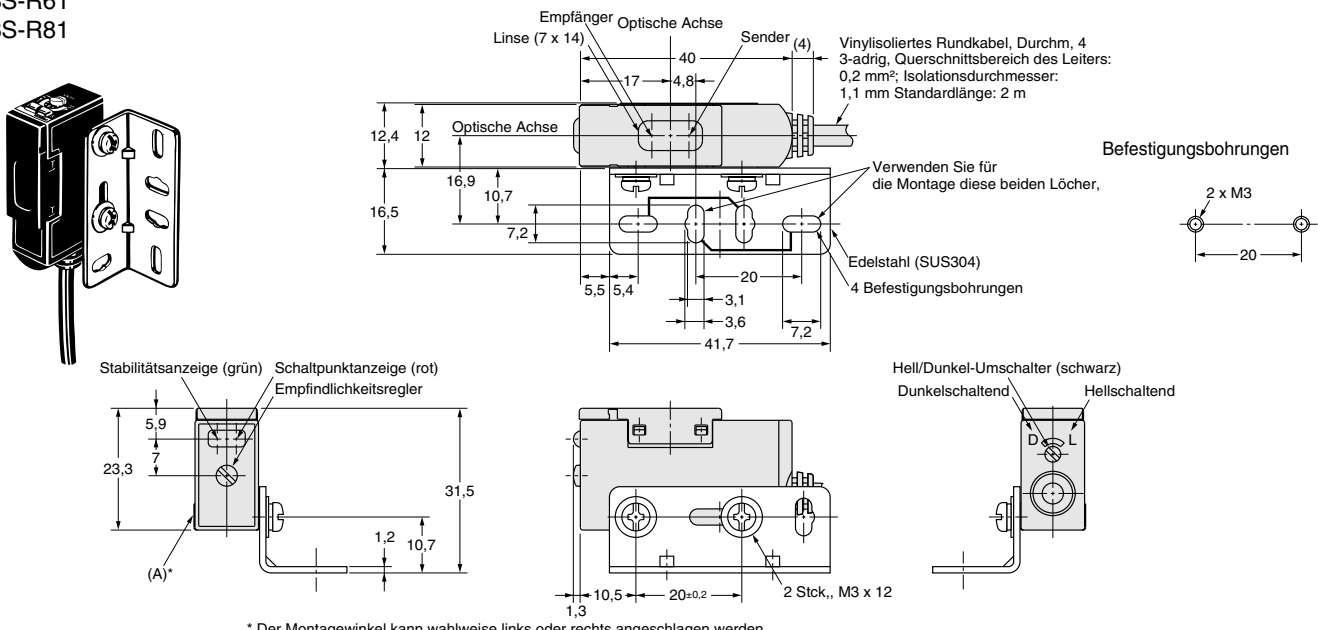 3S-R61
3S-R81
Empfänger
Optische Achse
Linse (7 x 14)
Sender
(4)
40
17
4,8
Vinylisoliertes Rundkabel, Durchm, 4
3-adrig, Querschnittsbereich des Leiters:
0,2 mm²; Isolationsdurchmesser:
1,1 mm Standardlänge: 2 m
12,4
12
Optische Achse
16,9
10,7
16,5
7,2
Verwenden Sie für
die Montage diese beiden Löcher,
Befestigungsbohrungen
2 x M3
20
Edelstahl (SUS304)
4 Befestigungsbohrungen
5,5
5,4
20
3,1
3,6
7,2
41,7
Stabilitätsanzeige (grün)
Schaltpunktanzeige (rot)
Empfindlichkeitsregler
5,9
7
23,3
31,5
1,2
10,7
(A)*
1,3
10,5
20±0,2
2 Stck,, M3 x 12
Hell/Dunkel-Umschalter (schwarz)
Dunkelschaltend
Hellschaltend
D
L
* Der Montagewinkel kann wahlweise links oder rechts angeschlagen werden